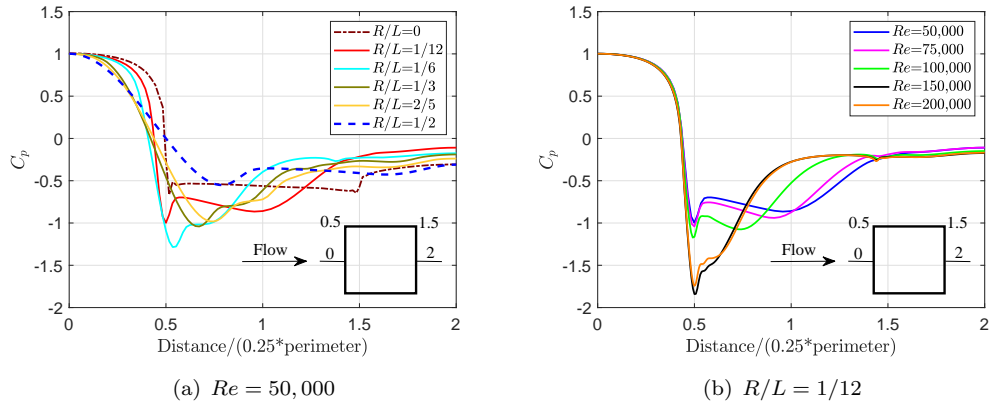 1.5
1
0.5
0
-0.5
-1
-1.5
-2
C_p
R/L=0
R/L=1/12
R/L=1/6
R/L=1/3
R/L=2/5
R/L=1/2
0.5
1.5
Flow
0
2
0
0.5
1
1.5
2
Distance/(0.25*perimeter)
(a) Re = 50,000
1.5
1
0.5
0
-0.5
-1
-1.5
-2
C_p
Re=50,000
Re=75,000
Re=100,000
Re=150,000
Re=200,000
0.5
1.5
Flow
0
2
0
0.5
1
1.5
2
Distance/(0.25*perimeter)
(b) R/L = 1/12